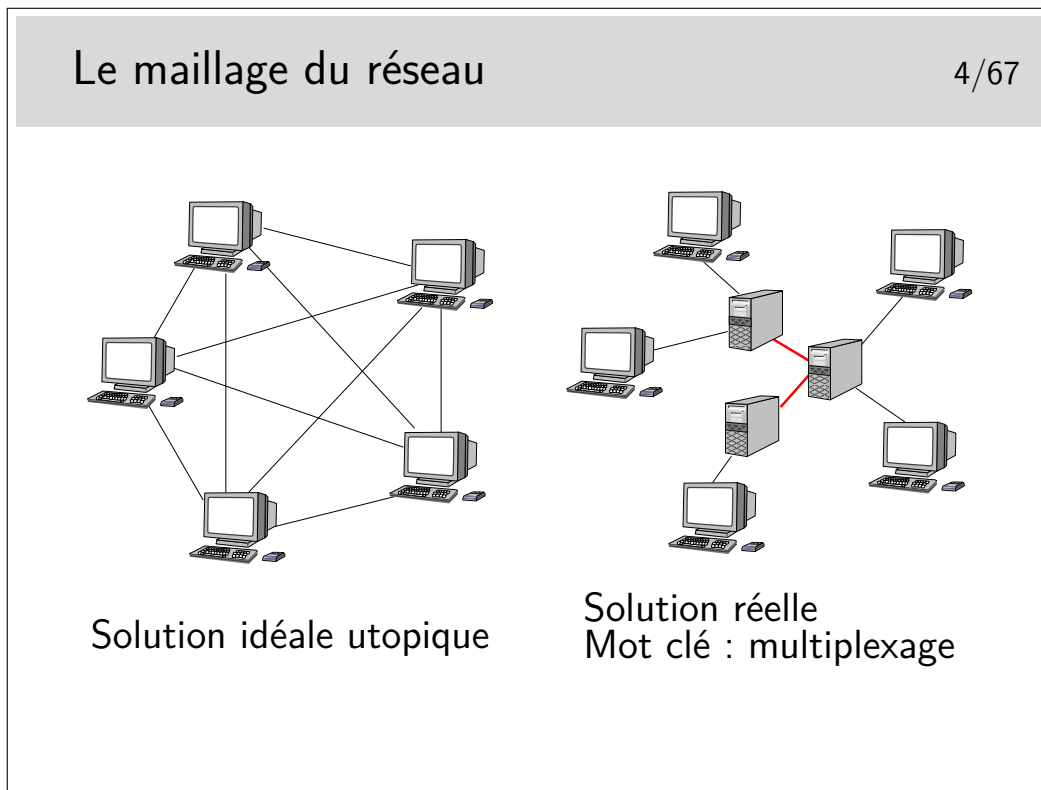 Le maillage du réseau
4/67
Solution idéale utopique
Solution réelle
Mot clé : multiplexage